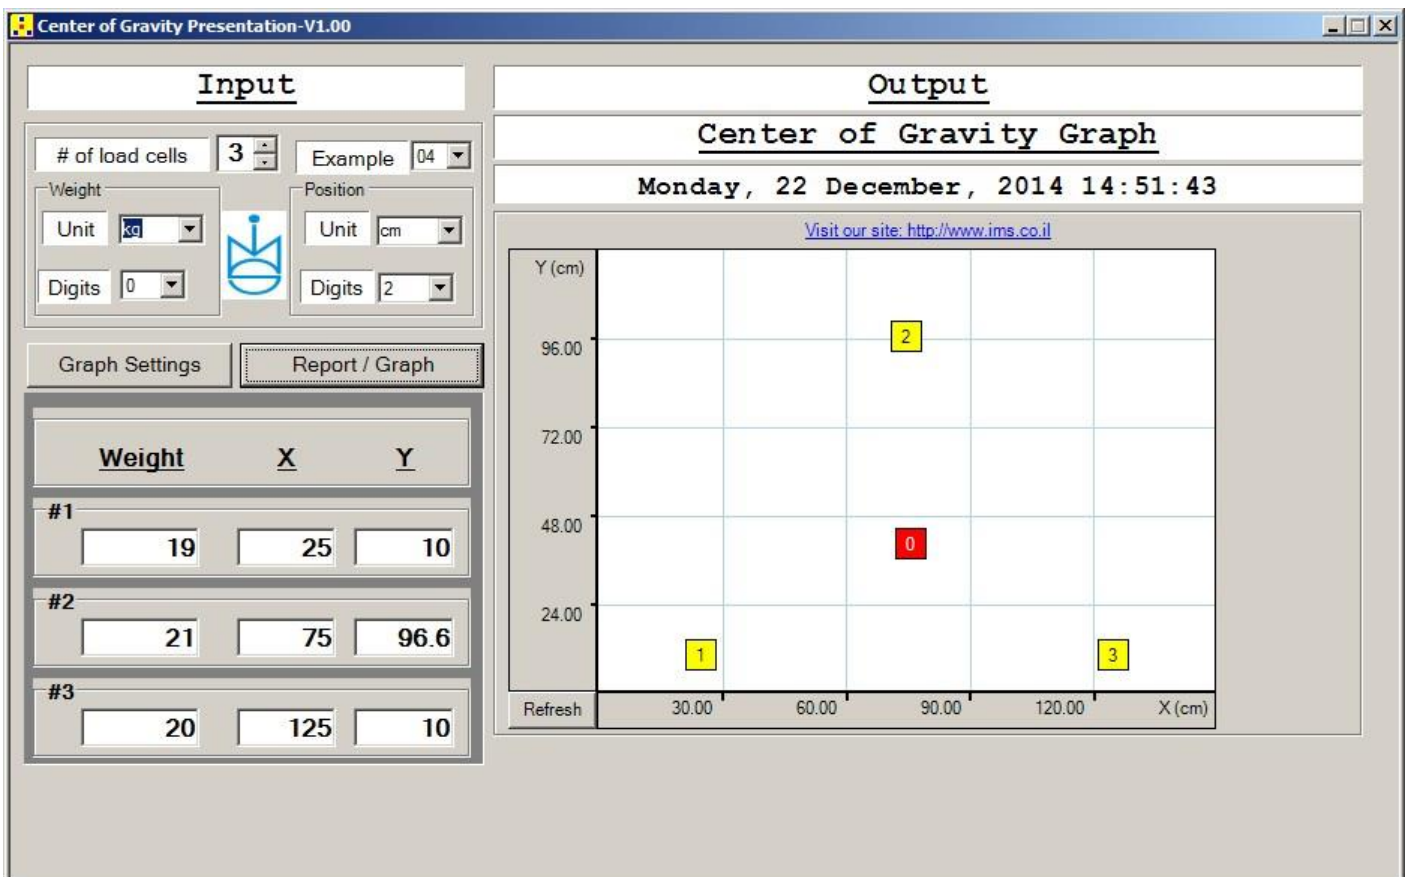 Center of Gravity Presentation-V1.00
Input
# of load cells 3 Example 04
Weight Position
Unit kg Unit cm
Digits 0 Digits 2
Graph Settings Report / Graph
Weight X Y
#1
19 25 10
#2
21 75 96.6
#3
20 125 10
Output
Center of Gravity Graph
Monday, 22 December, 2014 14:51:43
Visit our site: http://www.ims.co.il
Y (cm)
96.00
2
72.00
48.00
0
24.00
1 3
Refresh 30.00 60.00 90.00 120.00 X (cm)